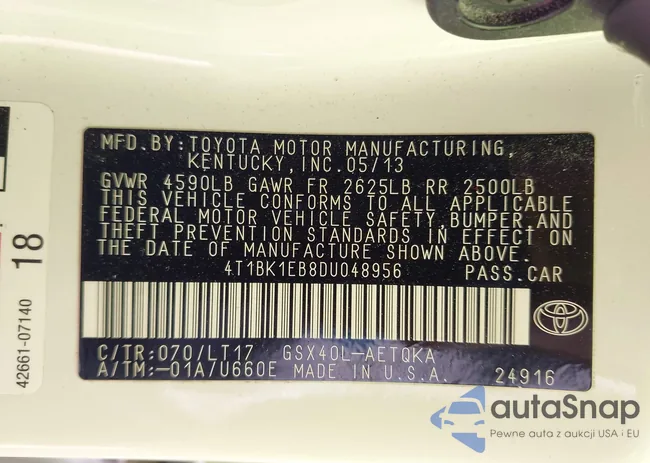 MFD.BY: TOYOTA MOTOR MANUFACTURING,
KENTUCKY, INC. 05/13
GVWR 4590LB GAWR FR 2625LB RR 2500LB
THIS VEHICLE CONFORMS TO ALL APPLICABLE
FEDERAL MOTOR VEHICLE SAFETY, BUMPER, AND
THEFT PREVENTION STANDARDS IN EFFECT ON
THE DATE OF MANUFACTURE SHOWN ABOVE.
4T1BK1EB8DU048956 PASS.CAR
C/TR: 070/LT17 GSX40L-AETQKA
A/TM:-01A/U660E MADE IN U.S.A. 24916
18
42661-07140
autaSnap
Pewne auta z aukcji USA i EU